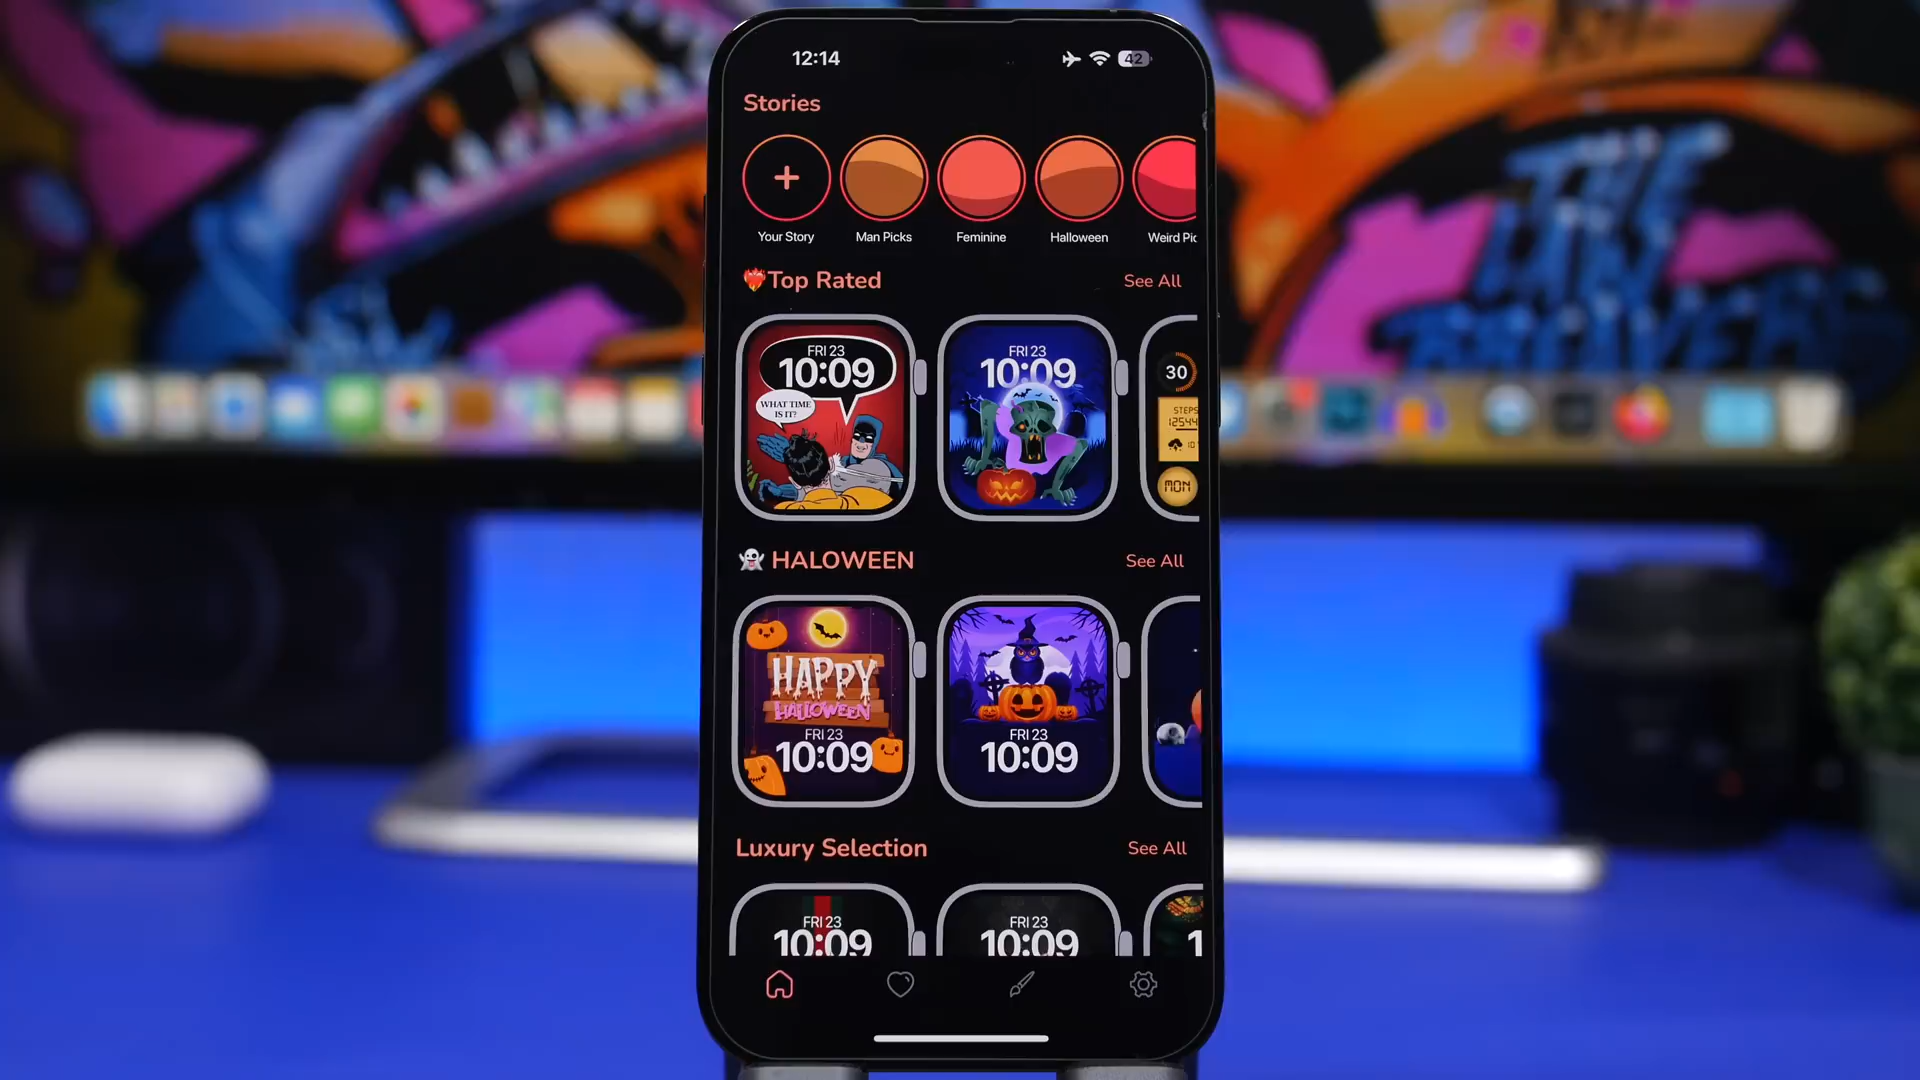 12:14
42
Stories
Your Story
Man Picks
Feminine
Halloween
Weird Pic
Top Rated
See All
FRI 23
10:09
WHAT TIME
IS IT?
FRI 23
10:09
30
STEPS
12544
10
MON
HALOWEEN
See All
HAPPY
HALLOWEEN
FRI 23
10:09
FRI 23
10:09
Luxury Selection
See All
FRI 23
10:09
FRI 23
10:09
1
THE